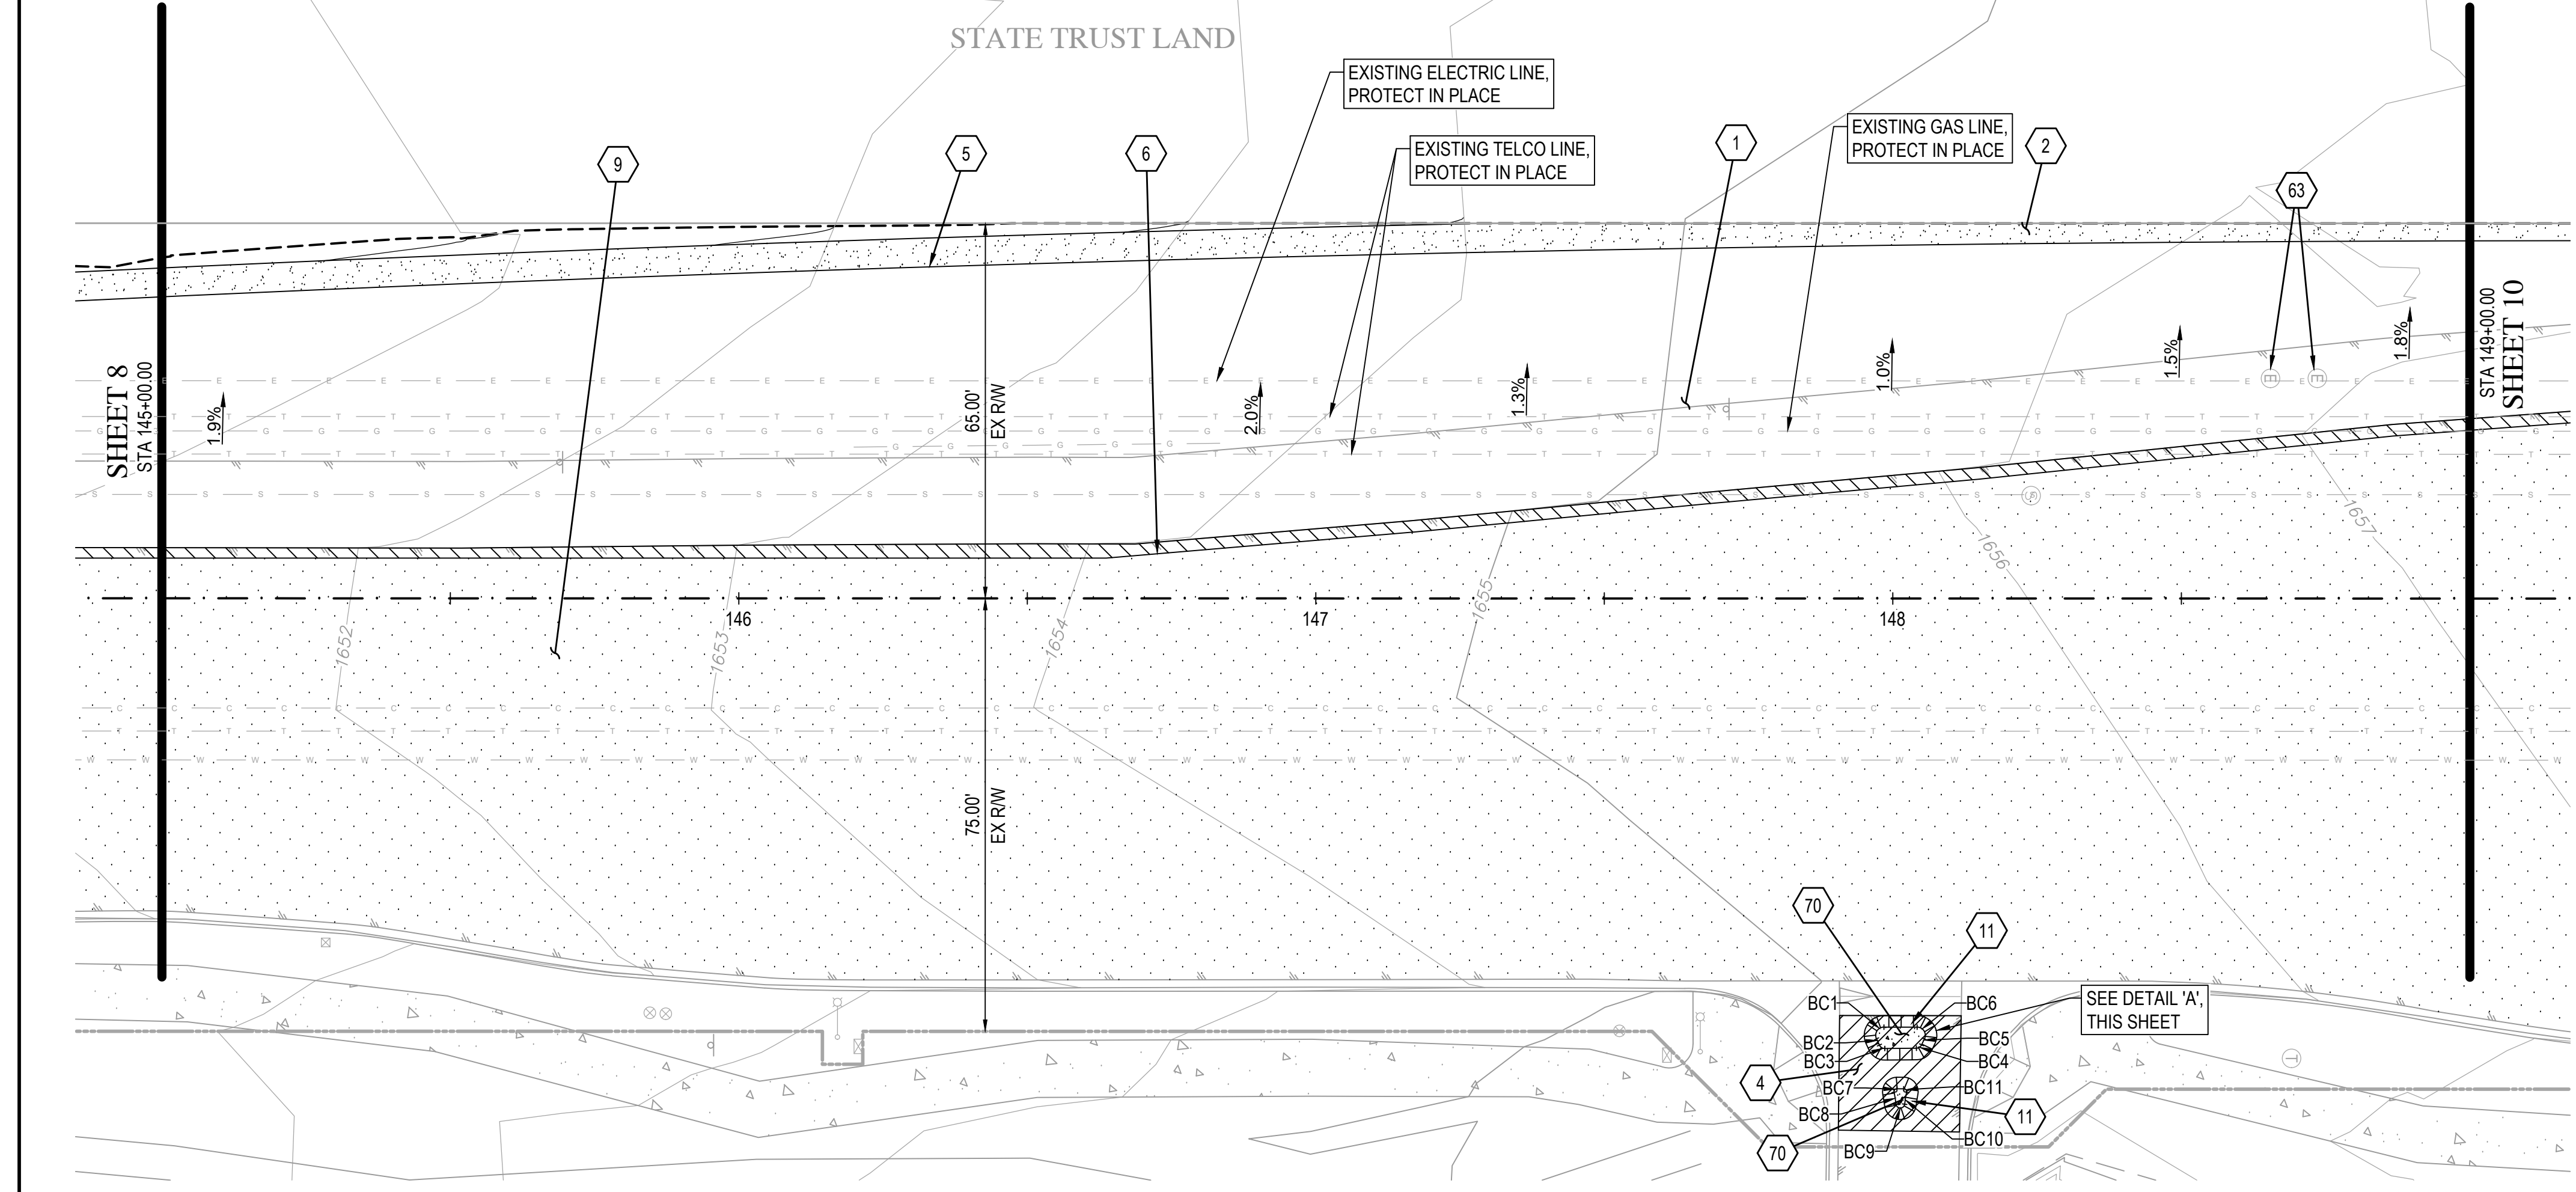 STATE TRUST LAND
EXISTING ELECTRIC LINE,
PROTECT IN PLACE
EXISTING TELCO LINE,
PROTECT IN PLACE
EXISTING GAS LINE,
PROTECT IN PLACE
9
5
6
1
2
63
SHEET 8
STA 145+00.00
STA 149+00.00
SHEET 10
1.9%
2.0%
1.3%
1.0%
1.5%
1.8%
65.00'
EX R/W
75.00'
EX R/W
E E
T
G
T
S
S
C
T
W
146
147
148
1652
1653
1654
1655
1656
1657
70
11
BC1
BC6
SEE DETAIL 'A',
THIS SHEET
BC2
BC5
BC3
BC4
4
BC7
BC11
BC8
11
BC10
BC9
70
T